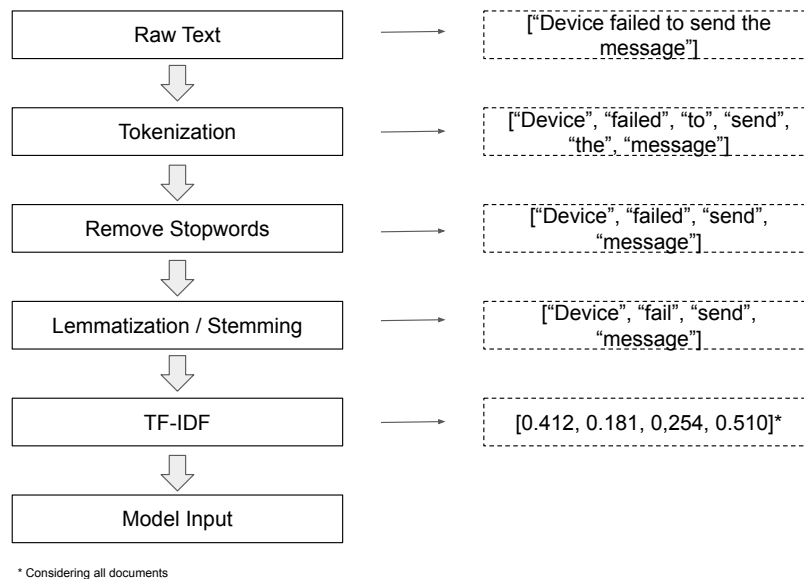 Raw Text
[“Device failed to send the
message”]
Tokenization
[“Device”, “failed”, “to”, “send”,
“the”, “message”]
Remove Stopwords
[“Device”, “failed”, “send”,
“message”]
Lemmatization / Stemming
[“Device”, “fail”, “send”,
“message”]
TF-IDF
[0.412, 0.181, 0,254, 0.510]*
Model Input
* Considering all documents